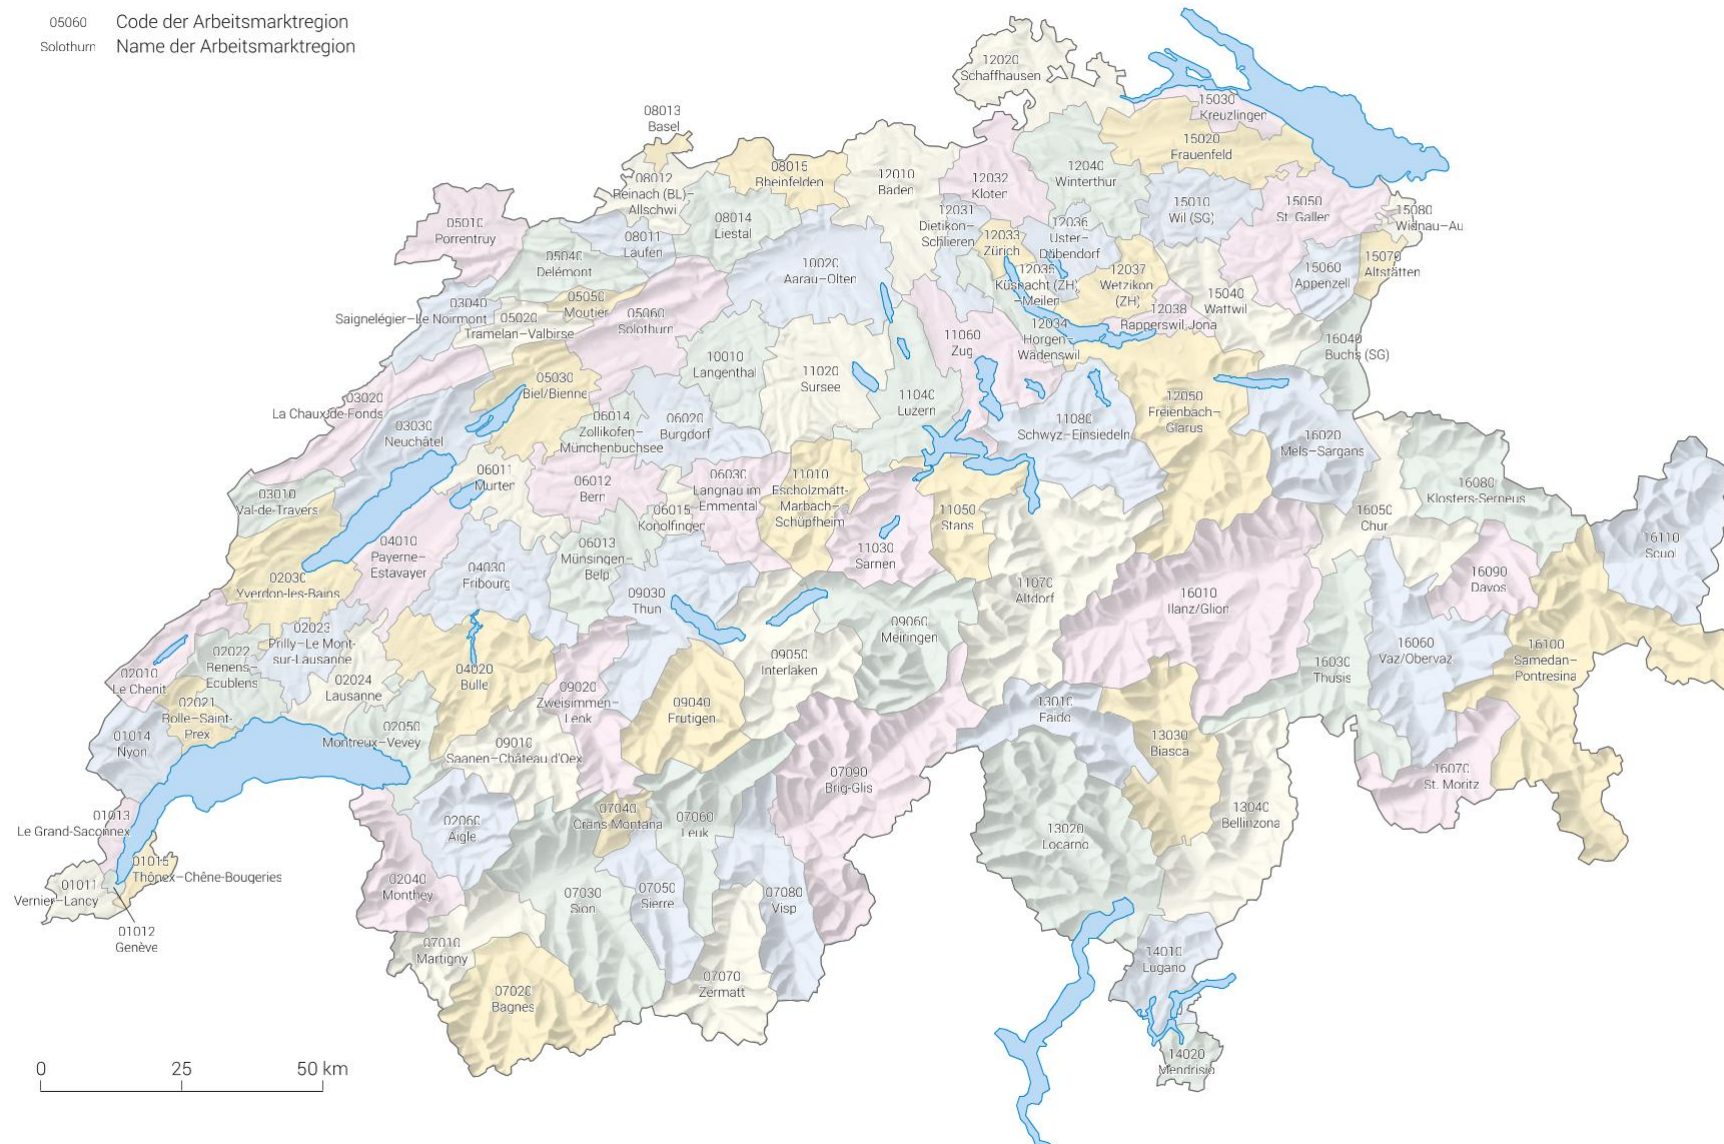 05060 Code der Arbeitsmarktregion
Solothurn Name der Arbeitsmarktregion
12020
Schaffhausen
15030
Kreuzlingen
08013
Basel
15020
Frauenfeld
08015
Rheinfelden
12010
Baden
12032
Kloten
12040
Winterthur
08012
Reinach (BL)–
Allschwi
15010
Wil (SG)
15050
St. Gallen
15080
Widnau–Au
05010
Porrentruy
08014
Liestal
08011
Laufen
12031
Dietikon–
Schlieren
12033
Zürich
12036
Uster–
Dübendorf
05040
Delémont
10020
Aarau–Olten
12035
Küsnacht (ZH)
–Meilen
12037
Wetzikon
(ZH)
15060
Appenzell
15070
Altstätten
03040
Saignelégier–Le Noirmont
05050
Moutier
05020
Tramelan–Valbirse
05060
Solothurn
15040
Wattwil
12038
Rapperswil-Jona
12034
Horgen–
Wädenswil
11060
Zug
16040
Buchs (SG)
10010
Langenthal
11020
Sursee
05030
Biel/Bienne
03020
La Chaux-de-Fonds
11040
Luzern
12050
Freienbach–
Glarus
03030
Neuchâtel
06014
Zollikofen–
Münchenbuchsee
06020
Burgdorf
11080
Schwyz–Einsiedeln
16020
Mels–Sargans
06011
Murten
06012
Bern
06030
Langnau im
Emmental
11010
Escholzmatt-
Marbach–
Schüpfheim
16080
Klosters-Serneus
03010
Val-de-Travers
06015
Konolfingen
11050
Stans
16050
Chur
16110
Scuol
04010
Payerne–
Estavayer
06013
Münsingen–
Belp
11030
Sarnen
04030
Fribourg
02030
Yverdon-les-Bains
09030
Thun
11070
Altdorf
16010
Ilanz/Glion
16090
Davos
09060
Meiringen
02023
Prilly–Le Mont-
sur-Lausanne
02022
Renens–
Ecublens
09050
Interlaken
16060
Vaz/Obervaz
16100
Samedan–
Pontresina
02010
Le Chenit
02024
Lausanne
04020
Bulle
09020
Zweisimmen–
Lenk
16030
Thusis
02021
Rolle–Saint-
Prex
09040
Frutigen
13010
Faido
01014
Nyon
02050
Montreux–Vevey
09010
Saanen–Château d'Oex
13030
Biasca
07090
Brig-Glis
16070
St. Moritz
01013
Le Grand-Saconnex
02060
Aigle
07040
Crans-Montana
07060
Leuk
13040
Bellinzona
13020
Locarno
01015
Thônex–Chêne-Bougeries
01011
Vernier–Lancy
02040
Monthey
07030
Sion
07050
Sierre
07080
Visp
01012
Genève
07010
Martigny
14010
Lugano
07070
Zermatt
07020
Bagnes
14020
Mendrisio
0 25 50 km